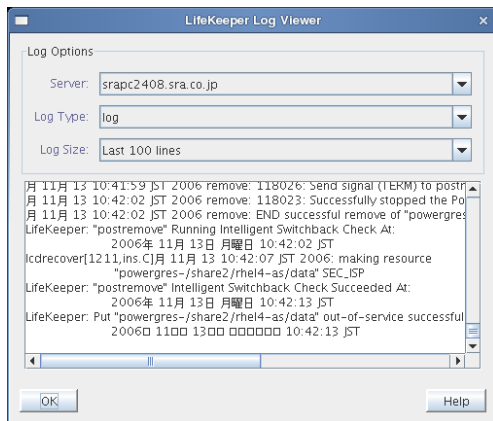 LifeKeeper Log Viewer
Log Options
Server:
srapc2408.sra.co.jp
Log Type:
log
Log Size:
Last 100 lines
月 11月 13 10:41:59 JST 2006 remove: 118026: Send signal (TERM) to postm
月 11月 13 10:42:02 JST 2006 remove: 118023: Successfully stopped the Po
月 11月 13 10:42:02 JST 2006 remove: END successful remove of "powergres
LifeKeeper: "postremove" Running Intelligent Switchback Check At:
2006年 11月 13日 月曜日 10:42:02 JST
lcdrecover[1211,ins.C]月 11月 13 10:42:07 JST 2006: making resource
"powergres-/share2/rhel4-as/data" SEC_ISP
LifeKeeper: "postremove" Intelligent Switchback Check Succeeded At:
2006年 11月 13日 月曜日 10:42:13 JST
LifeKeeper: Put "powergres-/share2/rhel4-as/data" out-of-service successful
2006□ 11□□ 13□□ □□□□□□ 10:42:13 JST
OK
Help